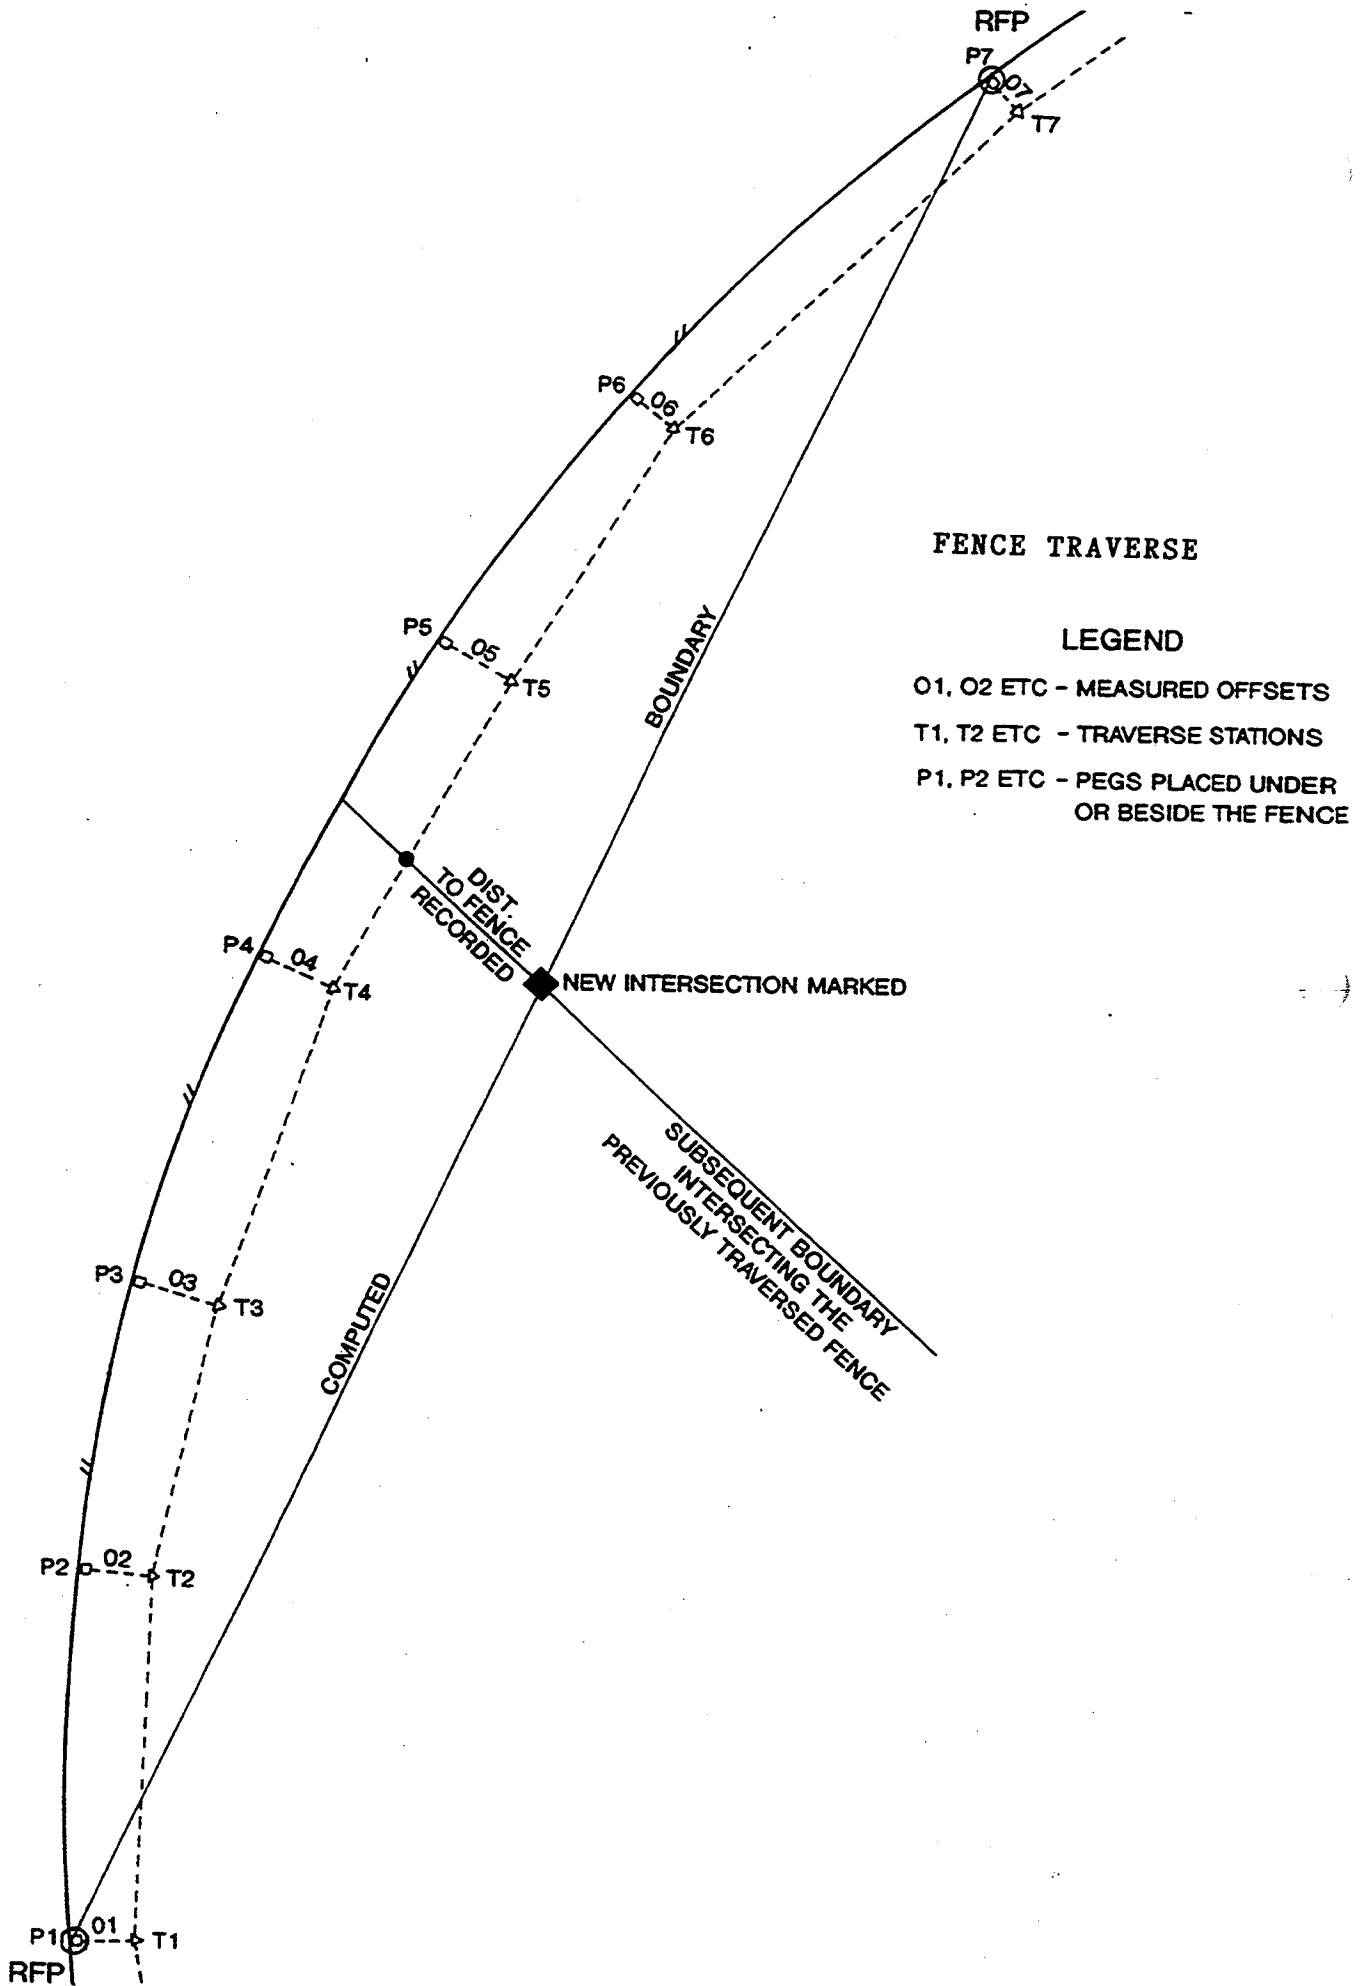 RFP
P7
O7
T7
P6
O6
T6
FENCE TRAVERSE
LEGEND
O1, O2 ETC - MEASURED OFFSETS
T1, T2 ETC - TRAVERSE STATIONS
P1, P2 ETC - PEGS PLACED UNDER
OR BESIDE THE FENCE
P5
O5
T5
BOUNDARY
DIST.
TO FENCE
RECORDED
P4
O4
T4
NEW INTERSECTION MARKED
SUBSEQUENT BOUNDARY
INTERSECTING THE
PREVIOUSLY TRAVERSED FENCE
P3
O3
T3
COMPUTED
P2
O2
T2
P1
O1
T1
RFP